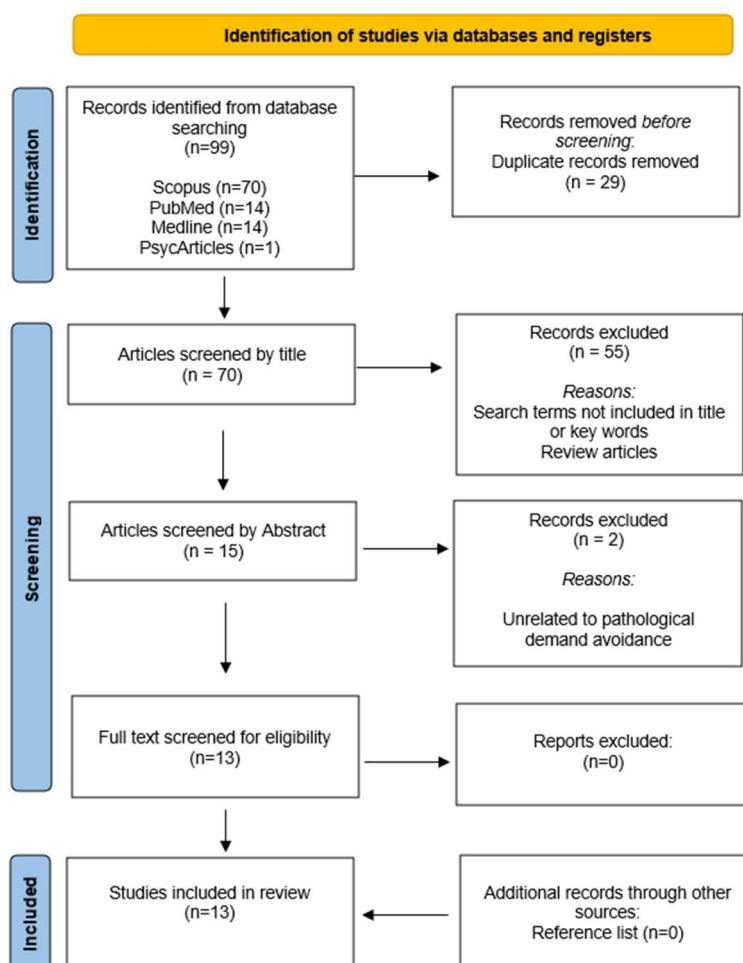 Identification of studies via databases and registers
Identification
Records identified from database
searching
(n=99)
Scopus (n=70)
PubMed (n=14)
Medline (n=14)
PsycArticles (n=1)
Records removed before
screening:
Duplicate records removed
(n = 29)
Screening
Articles screened by title
(n = 70)
Records excluded
(n = 55)
Reasons:
Search terms not included in title
or key words
Review articles
Articles screened by Abstract
(n = 15)
Records excluded
(n = 2)
Reasons:
Unrelated to pathological
demand avoidance
Full text screened for eligibility
(n=13)
Reports excluded:
(n=0)
Included
Studies included in review
(n=13)
Additional records through other
sources:
Reference list (n=0)